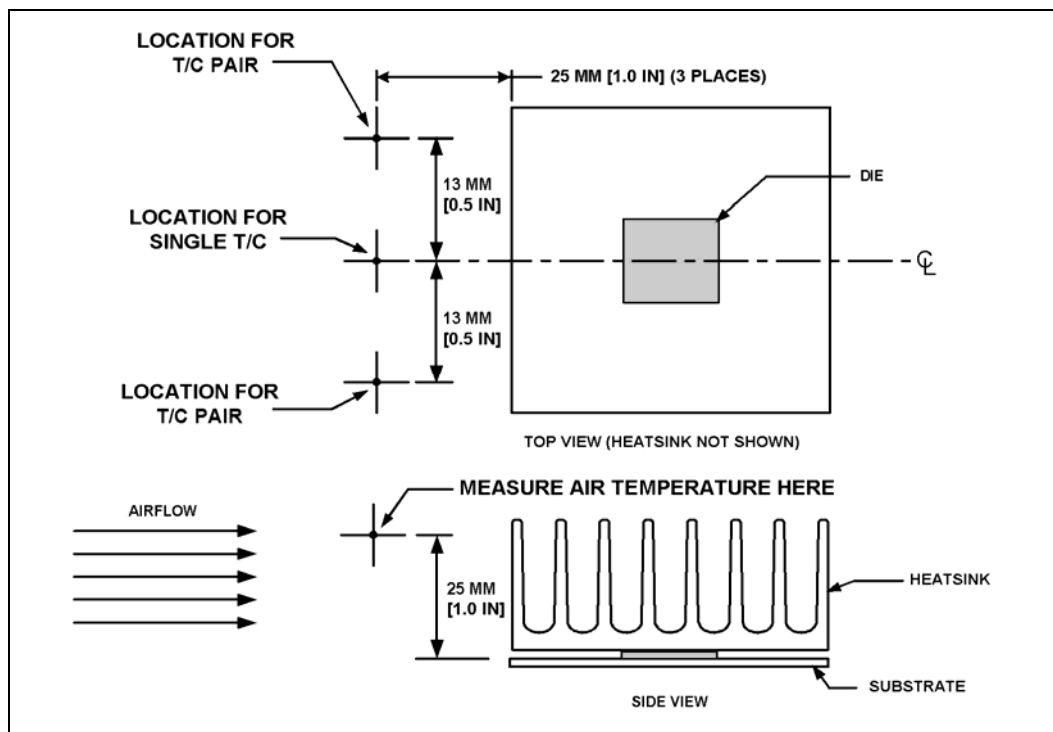 LOCATION FOR
T/C PAIR
25 MM [1.0 IN] (3 PLACES)
13 MM
[0.5 IN]
DIE
LOCATION FOR
SINGLE T/C
℄
13 MM
[0.5 IN]
LOCATION FOR
T/C PAIR
TOP VIEW (HEATSINK NOT SHOWN)
MEASURE AIR TEMPERATURE HERE
AIRFLOW
HEATSINK
25 MM
[1.0 IN]
SUBSTRATE
SIDE VIEW